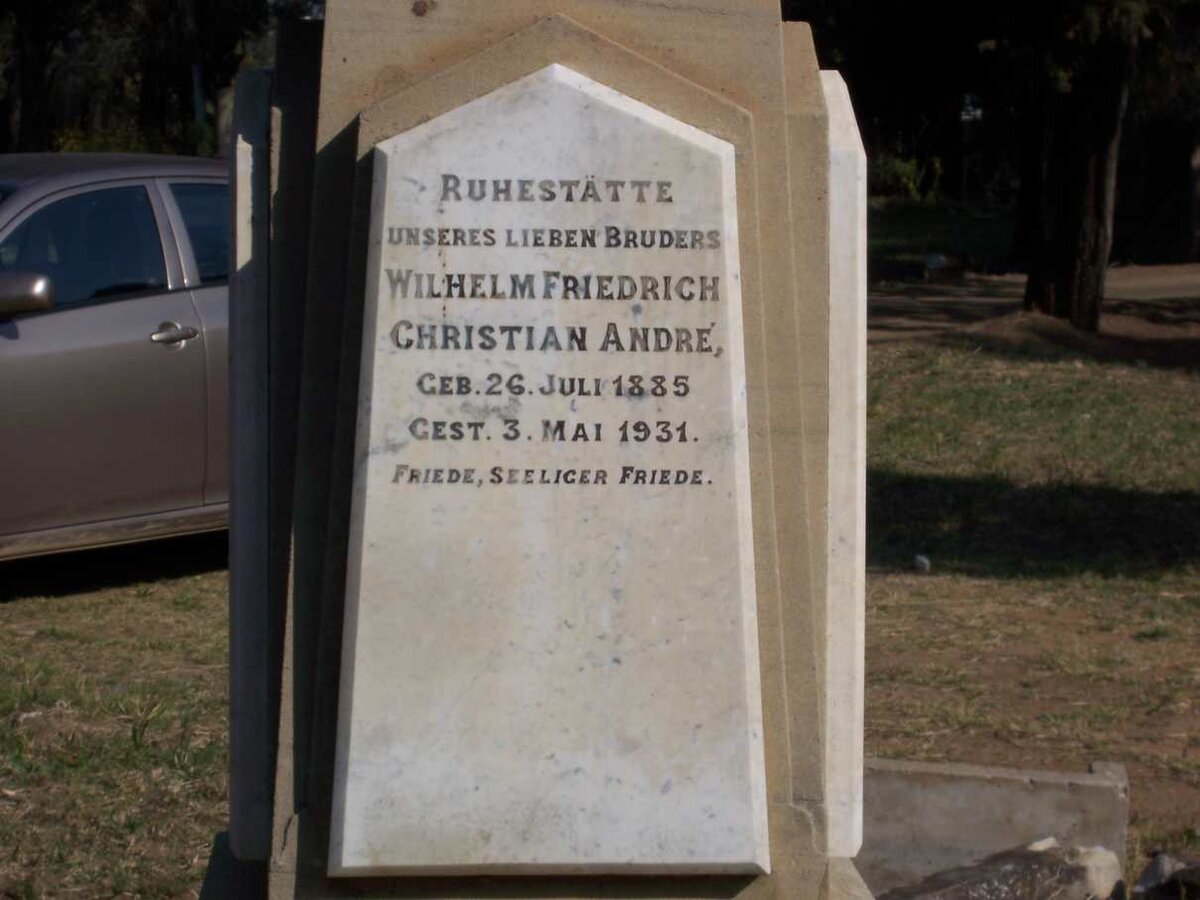 RUHESTÄTTE
UNSERES LIEBEN BRUDERS
WILHELM FRIEDRICH
CHRISTIAN ANDRÉ,
GEB. 26. JULI 1885
GEST. 3. MAI 1931.
FRIEDE, SEELIGER FRIEDE.